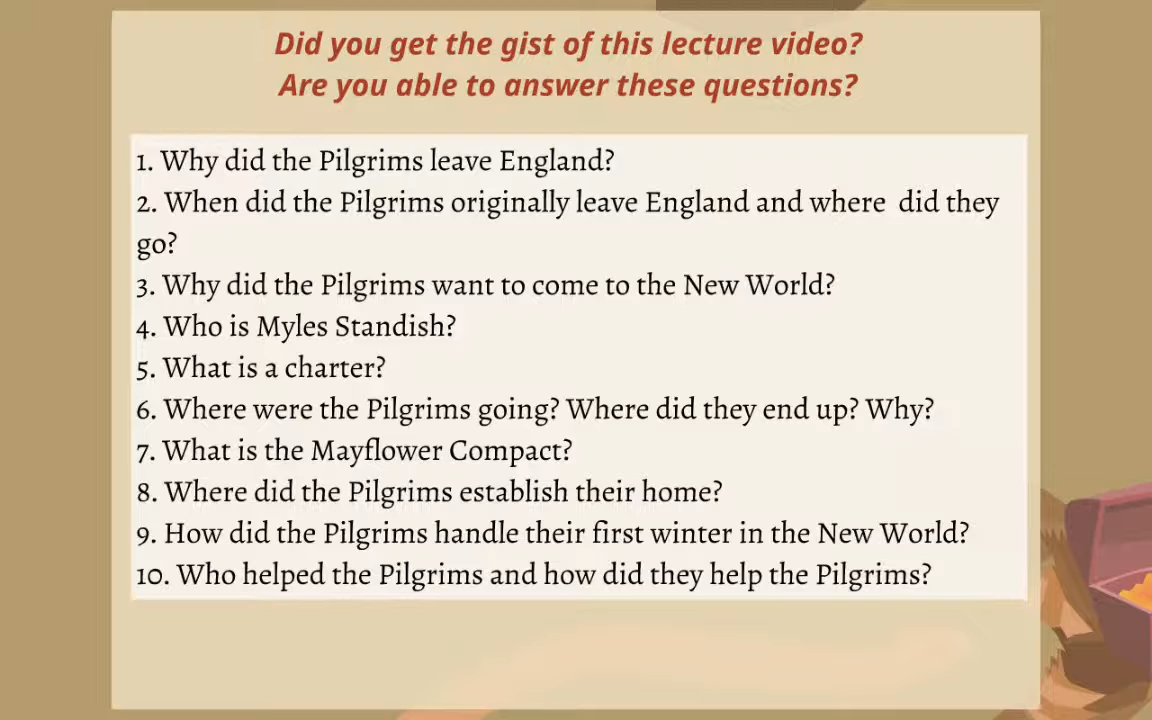 Did you get the gist of this lecture video?
Are you able to answer these questions?
1. Why did the Pilgrims leave England?
2. When did the Pilgrims originally leave England and where  did they
go?
3. Why did the Pilgrims want to come to the New World?
4. Who is Myles Standish?
5. What is a charter?
6. Where were the Pilgrims going? Where did they end up? Why?
7. What is the Mayflower Compact?
8. Where did the Pilgrims establish their home?
9. How did the Pilgrims handle their first winter in the New World?
10. Who helped the Pilgrims and how did they help the Pilgrims?